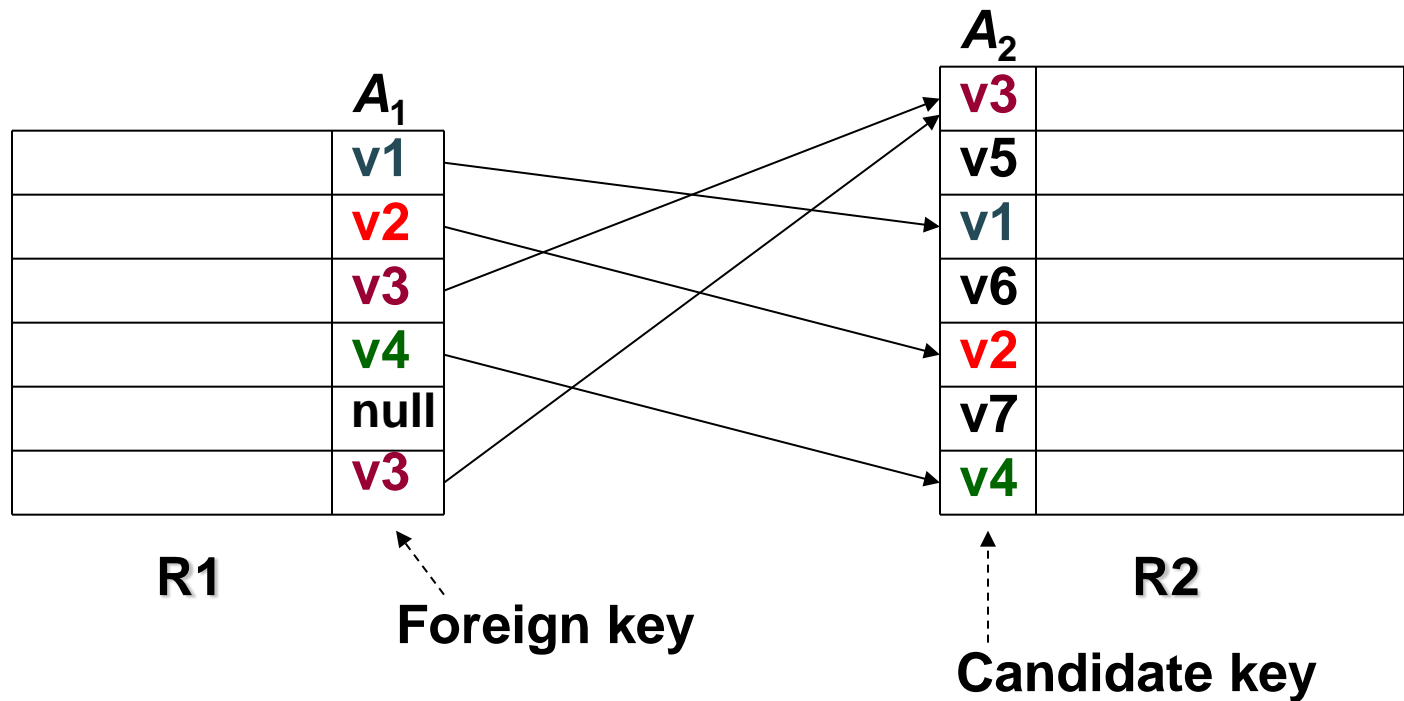 A1
v1
v2
v3
v4
null
v3
R1
Foreign key
A2
v3
v5
v1
v6
v2
v7
v4
R2
Candidate key